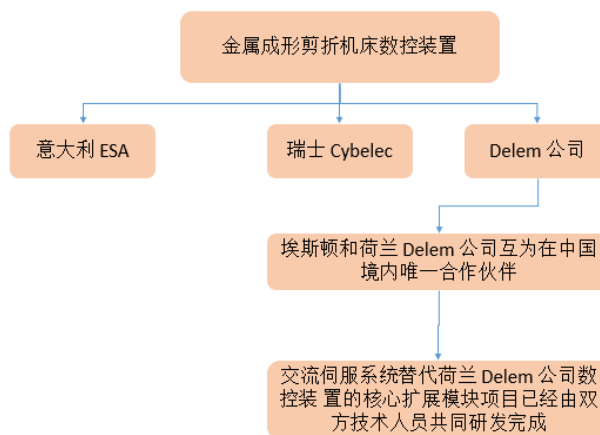 金属成形剪折机床数控装置
意大利 ESA
瑞士 Cybelec
Delem 公司
埃斯顿和荷兰 Delem 公司互为在中国
境内唯一合作伙伴
交流伺服系统替代荷兰 Delem 公司数
控装 置的核心扩展模块项目已经由双
方技术人员共同研发完成